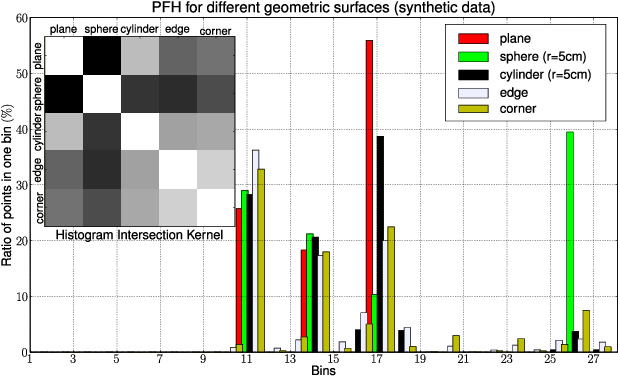 PFH for different geometric surfaces (synthetic data)
Ratio of points in one bin (%)
60
50
40
30
20
10
0
plane sphere cylinder edge corner
plane
sphere
cylinder
edge
corner
Histogram Intersection Kernel
plane
sphere (r=5cm)
cylinder (r=5cm)
edge
corner
1 3 5 7 9 11 13 15 17 19 21 23 25 27
Bins